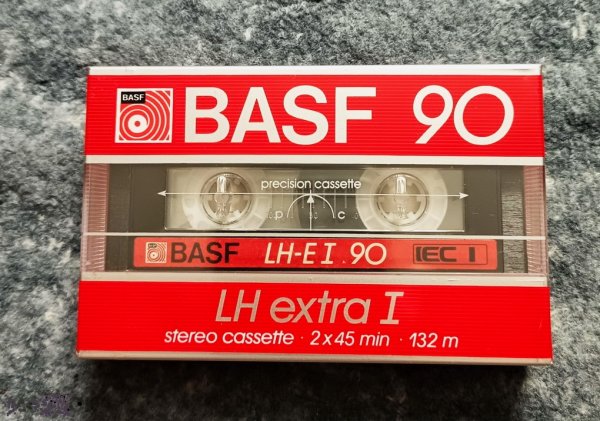 BASF BASF 90
precision cassette
p c
BASF LH-E I 90 IEC I
LH extra I
stereo cassette · 2 x 45 min · 132 m